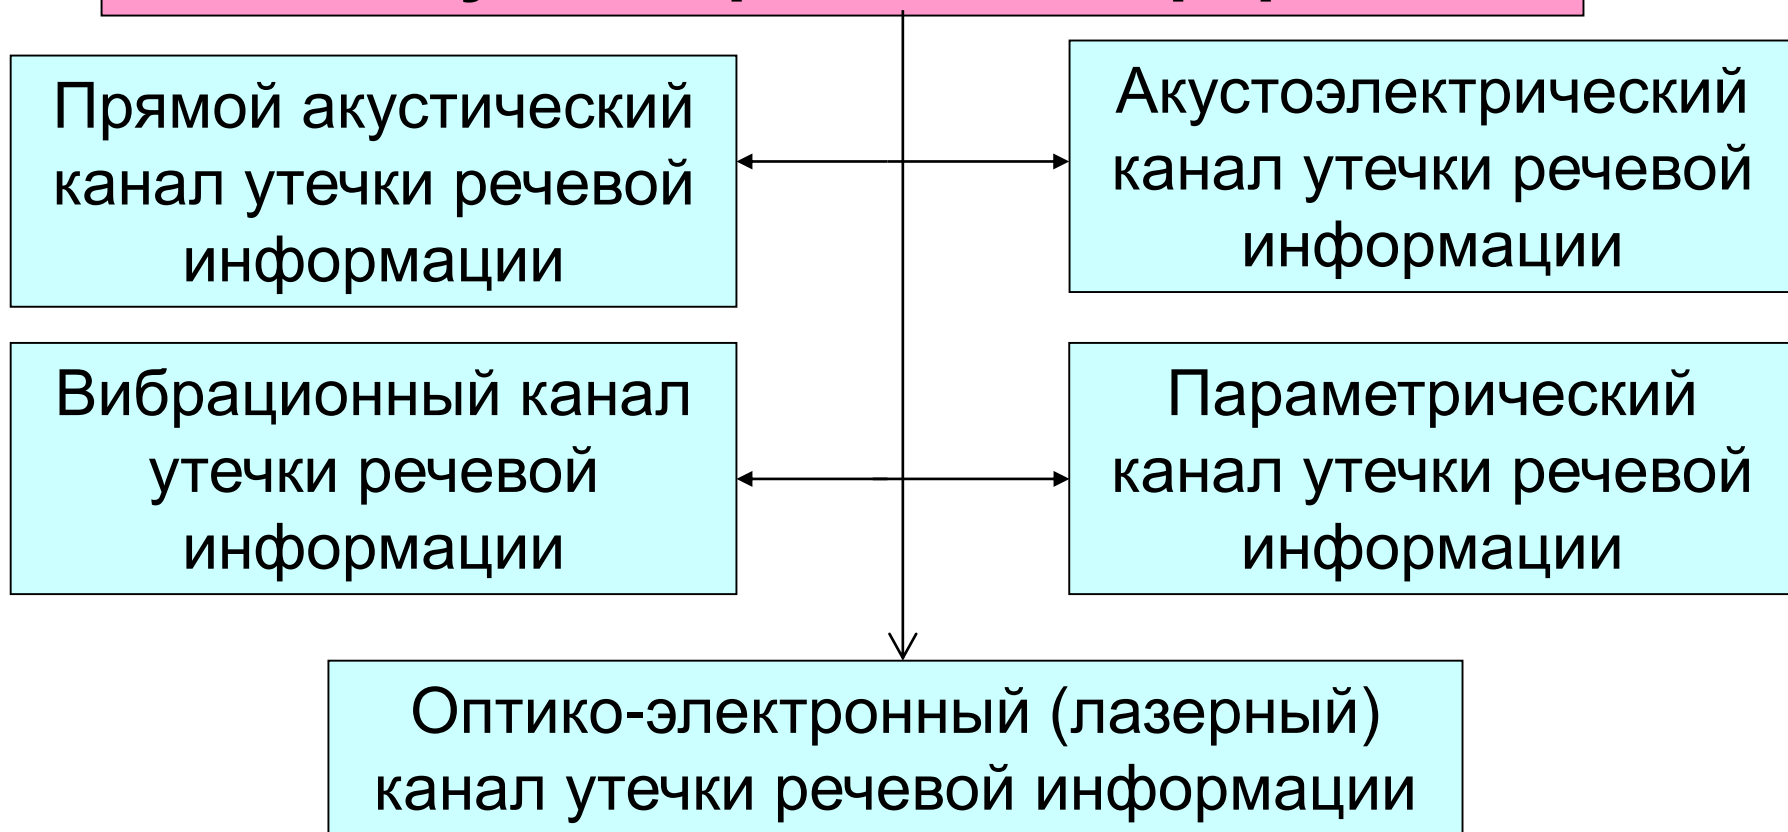 Прямой акустический
канал утечки речевой
информации
Акустоэлектрический
канал утечки речевой
информации
Вибрационный канал
утечки речевой
информации
Параметрический
канал утечки речевой
информации
Оптико-электронный (лазерный)
канал утечки речевой информации